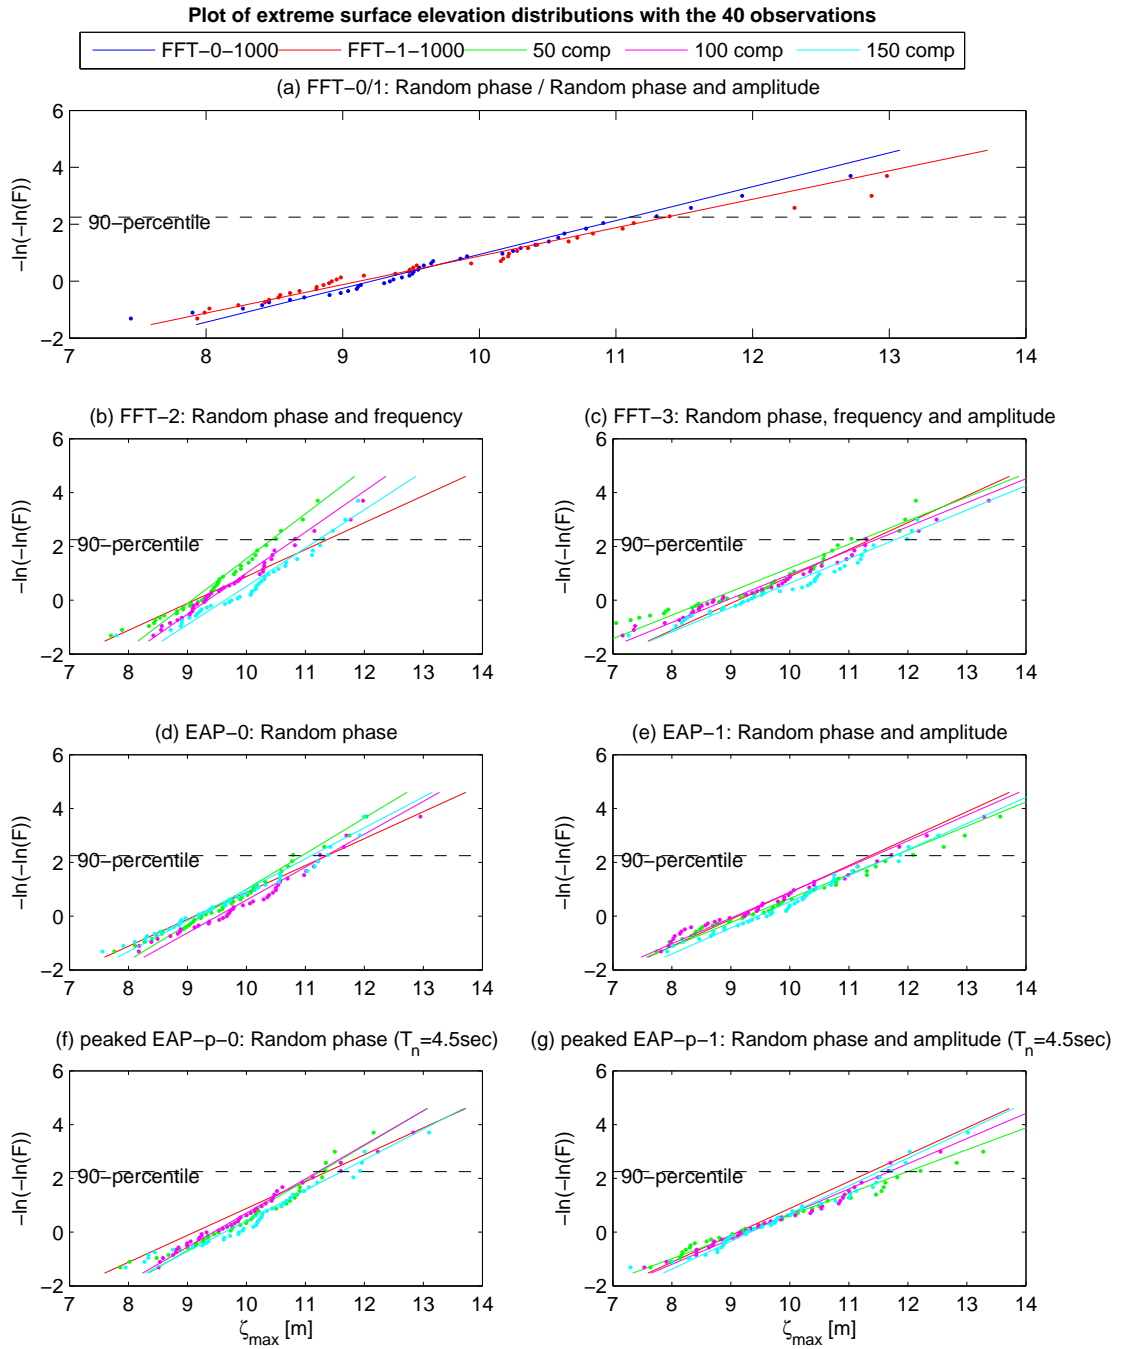 Plot of extreme surface elevation distributions with the 40 observations
FFT−0−1000 FFT−1−1000 50 comp 100 comp 150 comp
(a) FFT−0/1: Random phase / Random phase and amplitude
6
4
2
0
−2
−ln(−ln(F))
90−percentile
7 8 9 10 11 12 13 14
(b) FFT−2: Random phase and frequency
6
4
2
0
−2
−ln(−ln(F))
90−percentile
7 8 9 10 11 12 13 14
(c) FFT−3: Random phase, frequency and amplitude
6
4
2
0
−2
−ln(−ln(F))
90−percentile
7 8 9 10 11 12 13 14
(d) EAP−0: Random phase
6
4
2
0
−2
−ln(−ln(F))
90−percentile
7 8 9 10 11 12 13 14
(e) EAP−1: Random phase and amplitude
6
4
2
0
−2
−ln(−ln(F))
90−percentile
7 8 9 10 11 12 13 14
(f) peaked EAP−p−0: Random phase (T_n=4.5sec)
6
4
2
0
−2
−ln(−ln(F))
90−percentile
7 8 9 10 11 12 13 14
ζ_max [m]
(g) peaked EAP−p−1: Random phase and amplitude (T_n=4.5sec)
6
4
2
0
−2
−ln(−ln(F))
90−percentile
7 8 9 10 11 12 13 14
ζ_max [m]